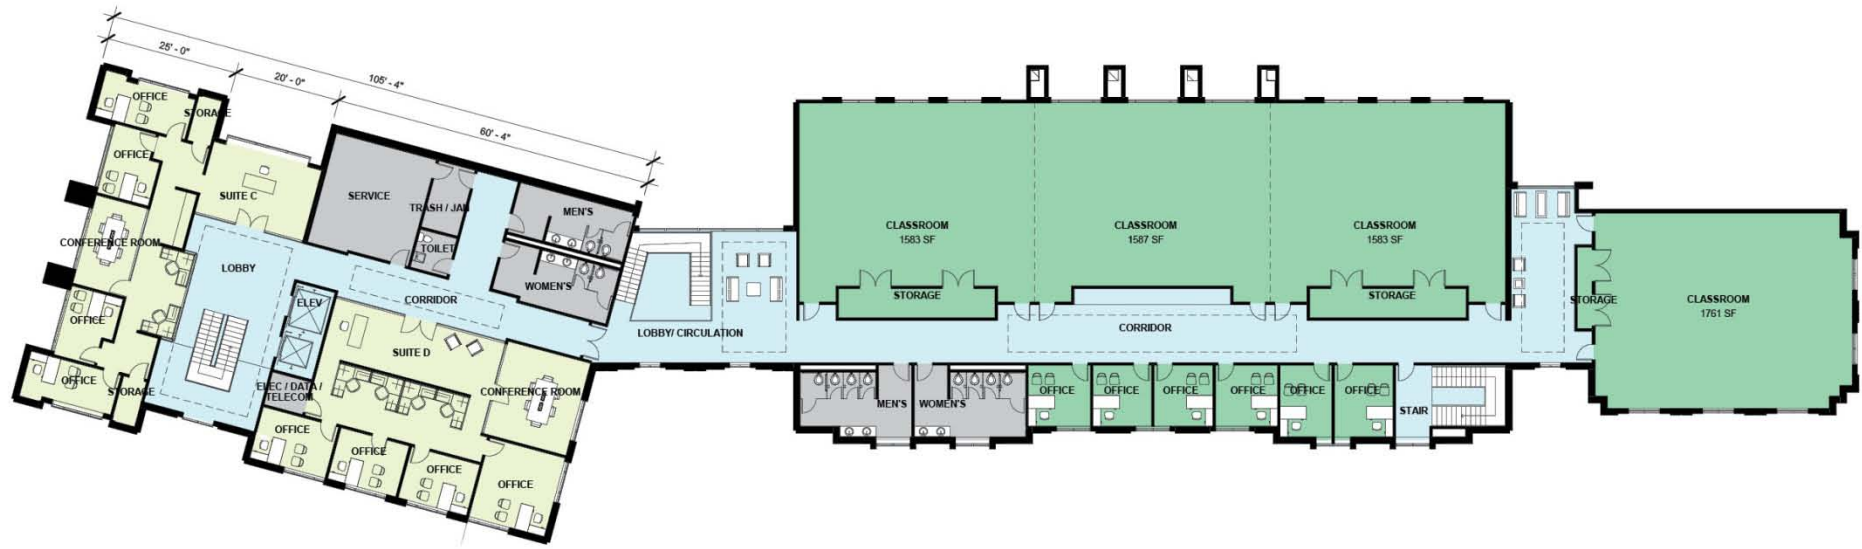 25' - 0"
20' - 0"
105' - 4"
60' - 4"
OFFICE
STORAGE
OFFICE
SUITE C
CONFERENCE ROOM
OFFICE
OFFICE
STORAGE
LOBBY
SERVICE
TRASH / JAN
TOILET
MEN'S
WOMEN'S
CORRIDOR
ELEV
SUITE D
ELEC / DATA /
TELECOM
CONFERENCE ROOM
OFFICE
OFFICE
OFFICE
OFFICE
LOBBY/ CIRCULATION
CLASSROOM
1583 SF
CLASSROOM
1587 SF
CLASSROOM
1583 SF
STORAGE
STORAGE
CORRIDOR
MEN'S
WOMEN'S
OFFICE
OFFICE
OFFICE
OFFICE
OFFICE
OFFICE
STAIR
STORAGE
CLASSROOM
1761 SF